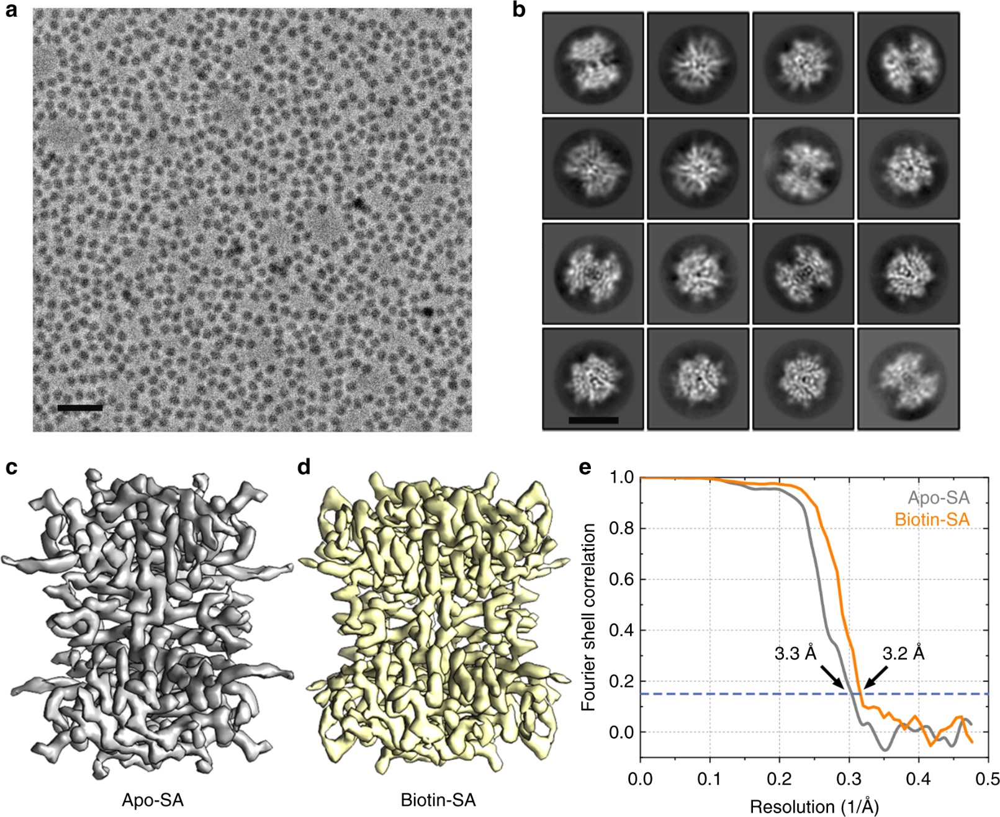 a
b
c
d
e
Apo-SA
Biotin-SA
Fourier shell correlation
1.0
0.8
0.6
0.4
0.2
0.0
Apo-SA
Biotin-SA
3.3 Å
3.2 Å
0.0 0.1 0.2 0.3 0.4 0.5
Resolution (1/Å)